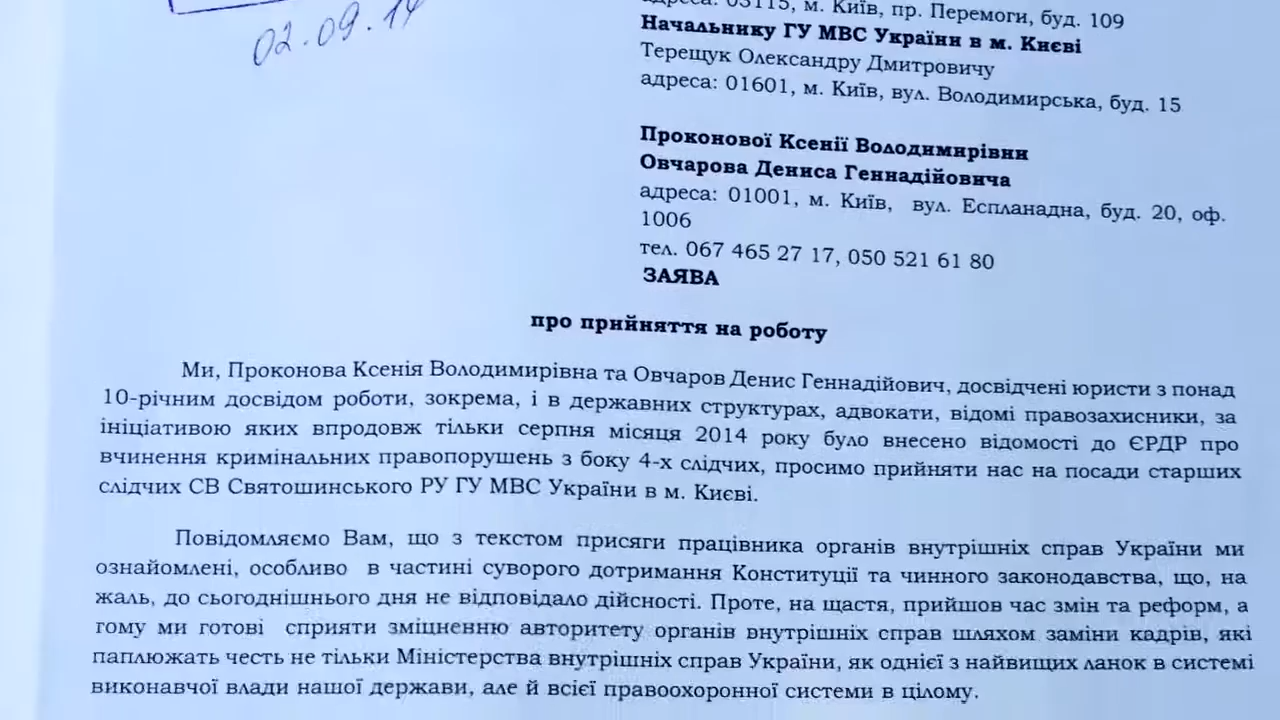 02.09.14
адреса: 03115, м. Київ, пр. Перемоги, буд. 109
Начальнику ГУ МВС України в м. Києві
Терещук Олександру Дмитровичу
адреса: 01601, м. Київ, вул. Володимирська, буд. 15
Проконової Ксенії Володимирівни
Овчарова Дениса Геннадійовича
адреса: 01001, м. Київ, вул. Еспланадна, буд. 20, оф.
1006
тел. 067 465 27 17, 050 521 61 80
ЗАЯВА
про прийняття на роботу
Ми, Проконова Ксенія Володимирівна та Овчаров Денис Геннадійович, досвідчені юристи з понад
10-річним досвідом роботи, зокрема, і в державних структурах, адвокати, відомі правозахисники, за
ініціативою яких впродовж тільки серпня місяця 2014 року було внесено відомості до ЄРДР про
вчинення кримінальних правопорушень з боку 4-х слідчих, просимо прийняти нас на посади старших
слідчих СВ Святошинського РУ ГУ МВС України в м. Києві.
Повідомляємо Вам, що з текстом присяги працівника органів внутрішніх справ України ми
ознайомлені, особливо в частині суворого дотримання Конституції та чинного законодавства, що, на
жаль, до сьогоднішнього дня не відповідало дійсності. Проте, на щастя, прийшов час змін та реформ, а
тому ми готові сприяти зміцненню авторитету органів внутрішніх справ шляхом заміни кадрів, які
паплюжать честь не тільки Міністерства внутрішніх справ України, як однієї з найвищих ланок в системі
виконавчої влади нашої держави, але й всієї правоохоронної системи в цілому.